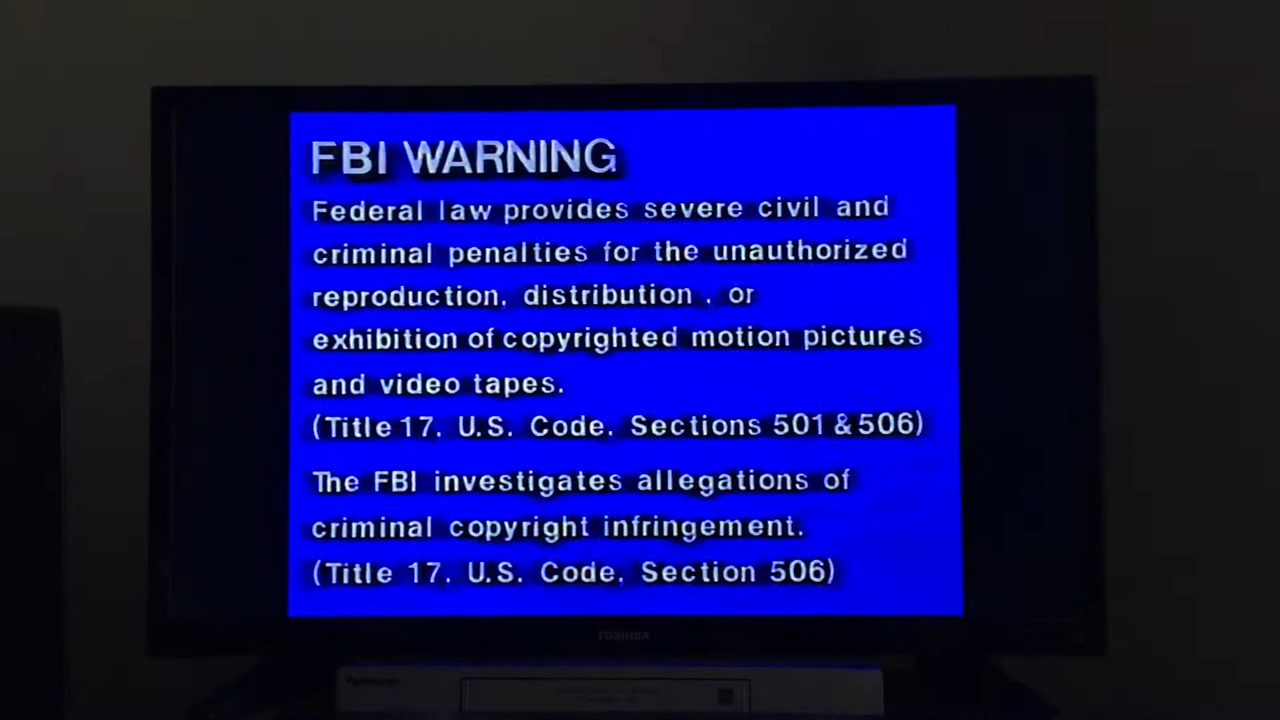 FBI WARNING
Federal law provides severe civil and
criminal penalties for the unauthorized
reproduction, distribution , or
exhibition of copyrighted motion pictures
and video tapes.
(Title 17, U.S. Code, Sections 501 & 506)
The FBI investigates allegations of
criminal copyright infringement.
(Title 17, U.S. Code, Section 506)
TOSHIBA
Panasonic